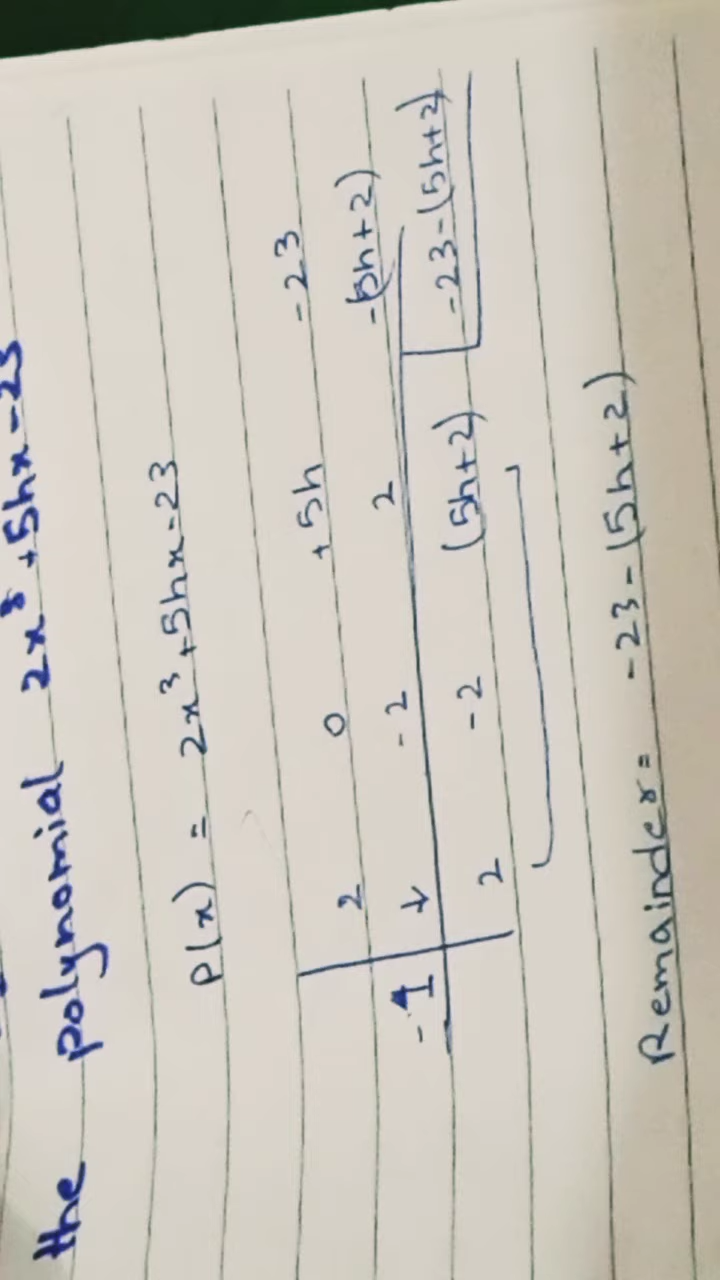 the polynomial 2x³+5hx-23
P(x) = 2x³+5hx-23
2 0 +5h -23
-1 ↓ -2 2 -(5h+2)
2 -2 (5h+2) -23-(5h+2)
Remainder= -23-(5h+2)